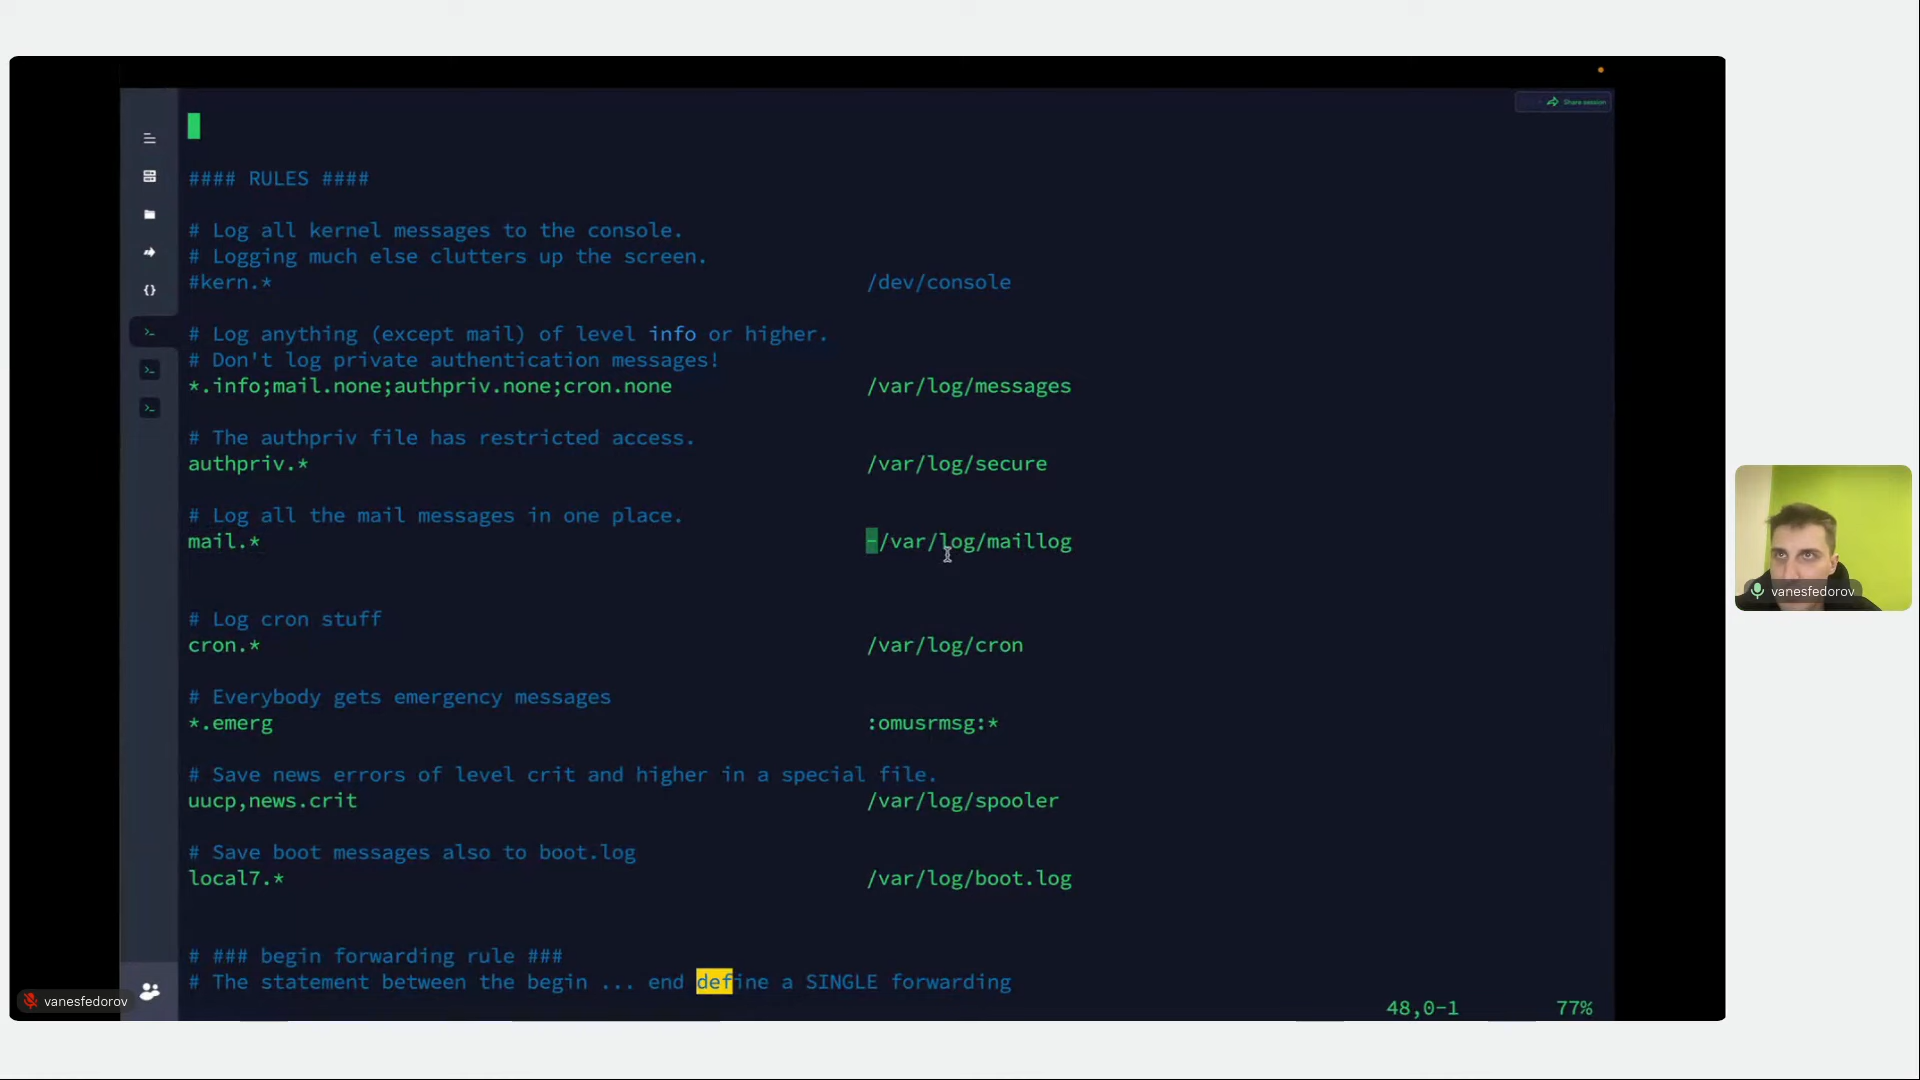 Share session
#### RULES ####
# Log all kernel messages to the console.
# Logging much else clutters up the screen.
#kern.* /dev/console
# Log anything (except mail) of level info or higher.
# Don't log private authentication messages!
*.info;mail.none;authpriv.none;cron.none /var/log/messages
# The authpriv file has restricted access.
authpriv.* /var/log/secure
# Log all the mail messages in one place.
mail.* -/var/log/maillog
# Log cron stuff
cron.* /var/log/cron
# Everybody gets emergency messages
*.emerg :omusrmsg:*
# Save news errors of level crit and higher in a special file.
uucp,news.crit /var/log/spooler
# Save boot messages also to boot.log
local7.* /var/log/boot.log
# ### begin forwarding rule ###
# The statement between the begin ... end define a SINGLE forwarding
48,0-1 77%
vanesfedorov
vanesfedorov